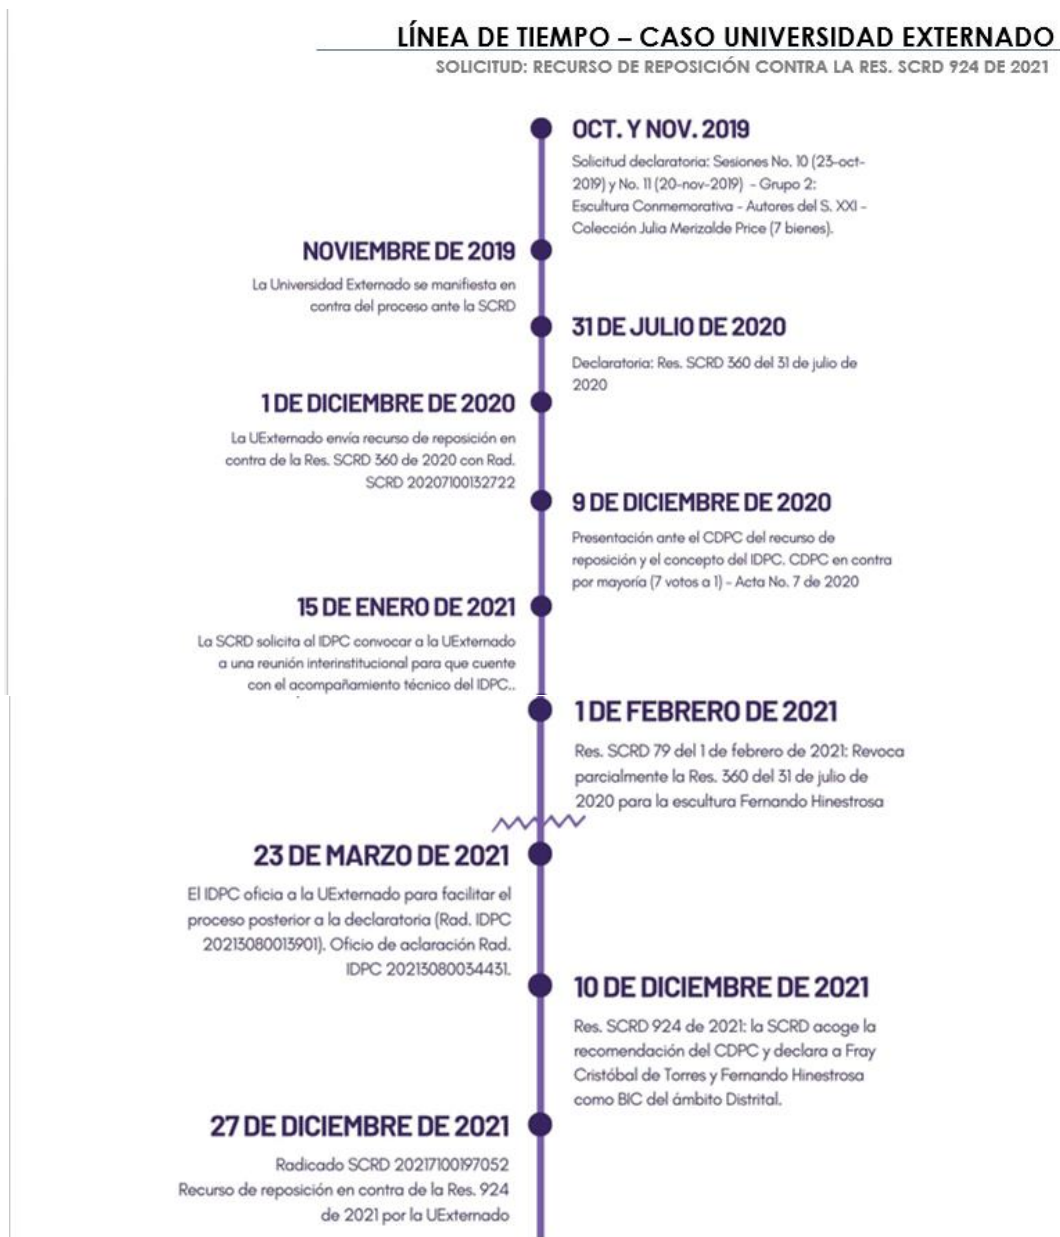 LÍNEA DE TIEMPO – CASO UNIVERSIDAD EXTERNADO
SOLICITUD: RECURSO DE REPOSICIÓN CONTRA LA RES. SCRD 924 DE 2021
OCT. Y NOV. 2019
Solicitud declaratoria: Sesiones No. 10 (23-oct-
2019) y No. 11 (20-nov-2019) - Grupo 2:
Escultura Conmemorativa - Autores del S. XXI -
Colección Julia Merizalde Price (7 bienes).
NOVIEMBRE DE 2019
La Universidad Externado se manifiesta en
contra del proceso ante la SCRD
31 DE JULIO DE 2020
Declaratoria: Res. SCRD 360 del 31 de julio de
2020
1 DE DICIEMBRE DE 2020
La UExternado envía recurso de reposición en
contra de la Res. SCRD 360 de 2020 con Rad.
SCRD 20207100132722
9 DE DICIEMBRE DE 2020
Presentación ante el CDPC del recurso de
reposición y el concepto del IDPC. CDPC en contra
por mayoría (7 votos a 1) - Acta No. 7 de 2020
15 DE ENERO DE 2021
La SCRD solicita al IDPC convocar a la UExternado
a una reunión interinstitucional para que cuente
con el acompañamiento técnico del IDPC..
1 DE FEBRERO DE 2021
Res. SCRD 79 del 1 de febrero de 2021: Revoca
parcialmente la Res. 360 del 31 de julio de
2020 para la escultura Fernando Hinestrosa
23 DE MARZO DE 2021
El IDPC oficia a la UExternado para facilitar el
proceso posterior a la declaratoria (Rad. IDPC
20213080013901). Oficio de aclaración Rad.
IDPC 20213080034431.
10 DE DICIEMBRE DE 2021
Res. SCRD 924 de 2021: la SCRD acoge la
recomendación del CDPC y declara a Fray
Cristóbal de Torres y Fernando Hinestrosa
como BIC del ámbito Distrital.
27 DE DICIEMBRE DE 2021
Radicado SCRD 20217100197052
Recurso de reposición en contra de la Res. 924
de 2021 por la UExternado